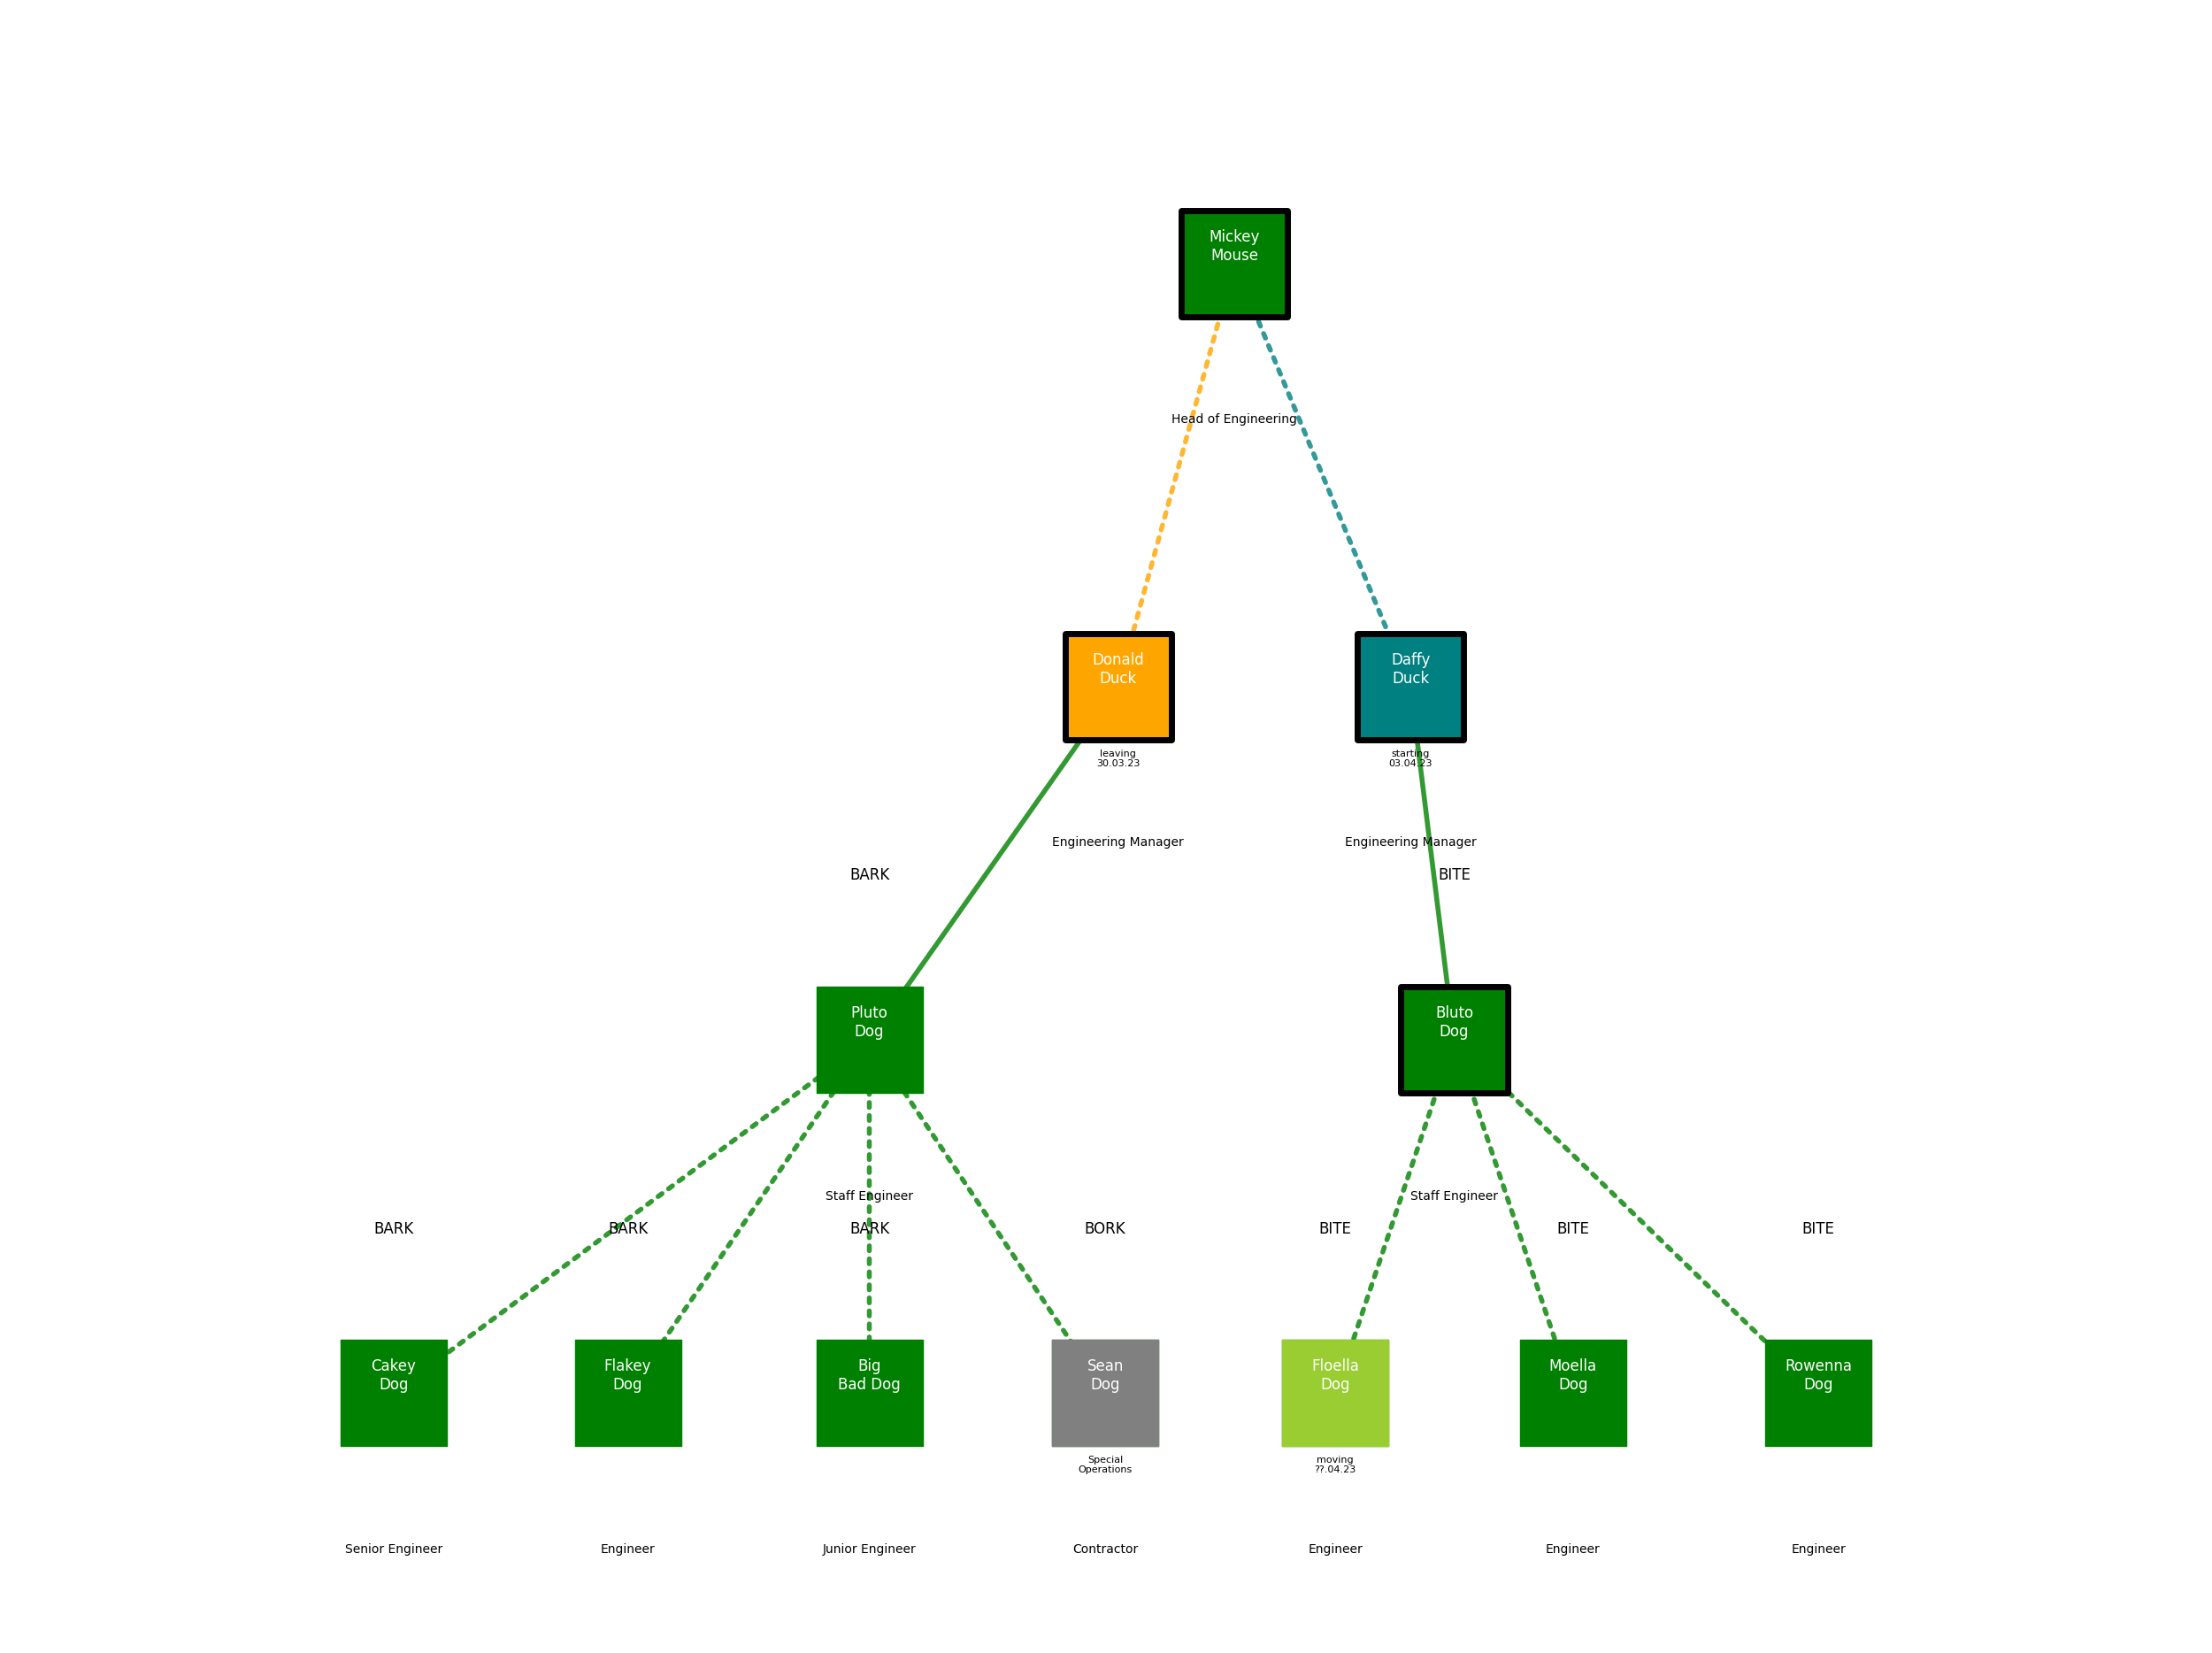 Mickey
Mouse
Head of Engineering
Donald
Duck
leaving
30.03.23
Engineering Manager
Daffy
Duck
starting
03.04.23
Engineering Manager
BARK
BITE
Pluto
Dog
Staff Engineer
Bluto
Dog
Staff Engineer
BARK
BARK
BARK
BORK
BITE
BITE
BITE
Cakey
Dog
Senior Engineer
Flakey
Dog
Engineer
Big
Bad Dog
Junior Engineer
Sean
Dog
Special
Operations
Contractor
Floella
Dog
moving
??.04.23
Engineer
Moella
Dog
Engineer
Rowenna
Dog
Engineer